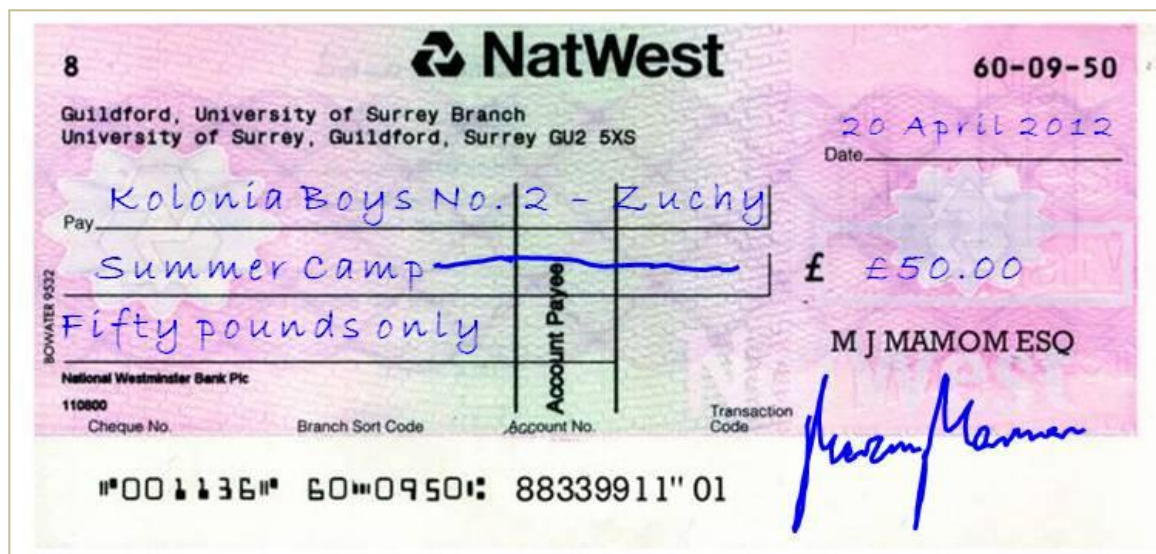 8 NatWest 60-09-50
Guildford, University of Surrey Branch
University of Surrey, Guildford, Surrey GU2 5XS
20 April 2012
Date
Pay Kolonia Boys No. 2 - Zuchy
Summer Camp
£ £50.00
Fifty pounds only
Account Payee
BOWATER 9532
M J MAMOM ESQ
National Westminster Bank Plc
110800
Cheque No. Branch Sort Code Account No. Transaction Code
⑈001136⑈ 60⑉0950⑆ 88339911" 01